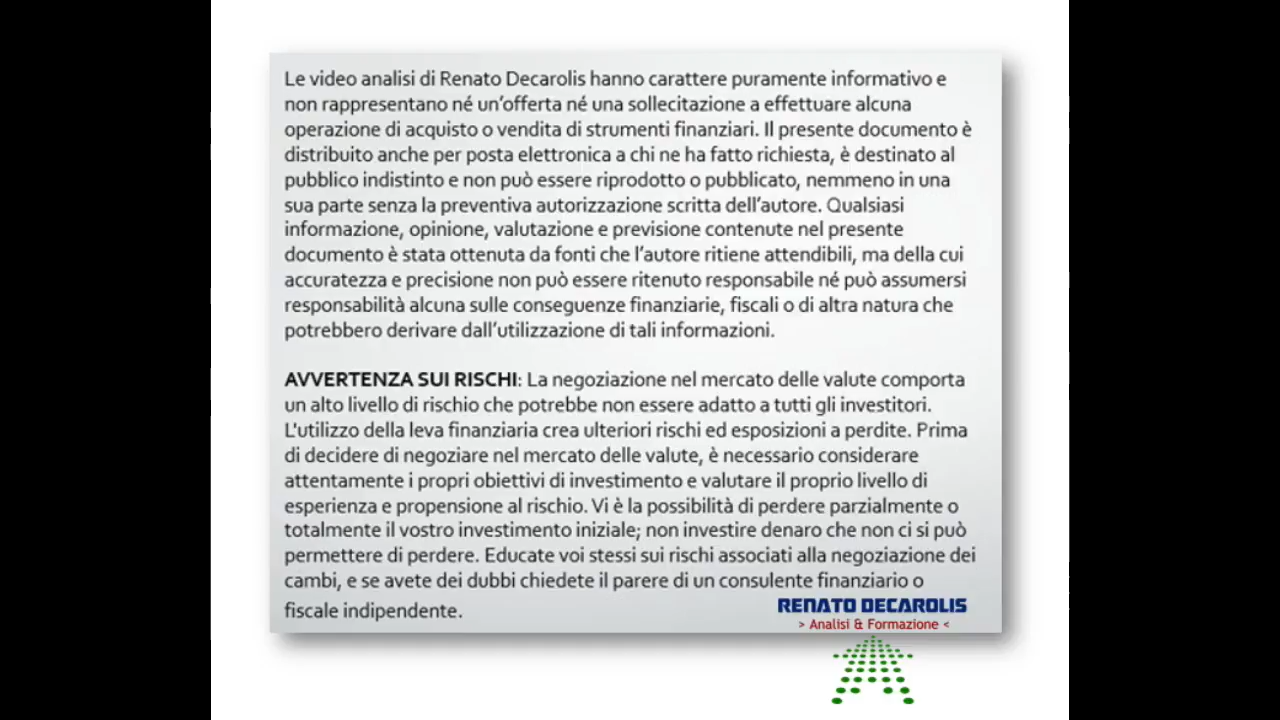 Le video analisi di Renato Decarolis hanno carattere puramente informativo e
non rappresentano né un'offerta né una sollecitazione a effettuare alcuna
operazione di acquisto o vendita di strumenti finanziari. Il presente documento è
distribuito anche per posta elettronica a chi ne ha fatto richiesta, è destinato al
pubblico indistinto e non può essere riprodotto o pubblicato, nemmeno in una
sua parte senza la preventiva autorizzazione scritta dell'autore. Qualsiasi
informazione, opinione, valutazione e previsione contenute nel presente
documento è stata ottenuta da fonti che l'autore ritiene attendibili, ma della cui
accuratezza e precisione non può essere ritenuto responsabile né può assumersi
responsabilità alcuna sulle conseguenze finanziarie, fiscali o di altra natura che
potrebbero derivare dall'utilizzazione di tali informazioni.
AVVERTENZA SUI RISCHI: La negoziazione nel mercato delle valute comporta
un alto livello di rischio che potrebbe non essere adatto a tutti gli investitori.
L'utilizzo della leva finanziaria crea ulteriori rischi ed esposizioni a perdite. Prima
di decidere di negoziare nel mercato delle valute, è necessario considerare
attentamente i propri obiettivi di investimento e valutare il proprio livello di
esperienza e propensione al rischio. Vi è la possibilità di perdere parzialmente o
totalmente il vostro investimento iniziale; non investire denaro che non ci si può
permettere di perdere. Educate voi stessi sui rischi associati alla negoziazione dei
cambi, e se avete dei dubbi chiedete il parere di un consulente finanziario o
fiscale indipendente.
RENATO DECAROLIS
> Analisi & Formazione <